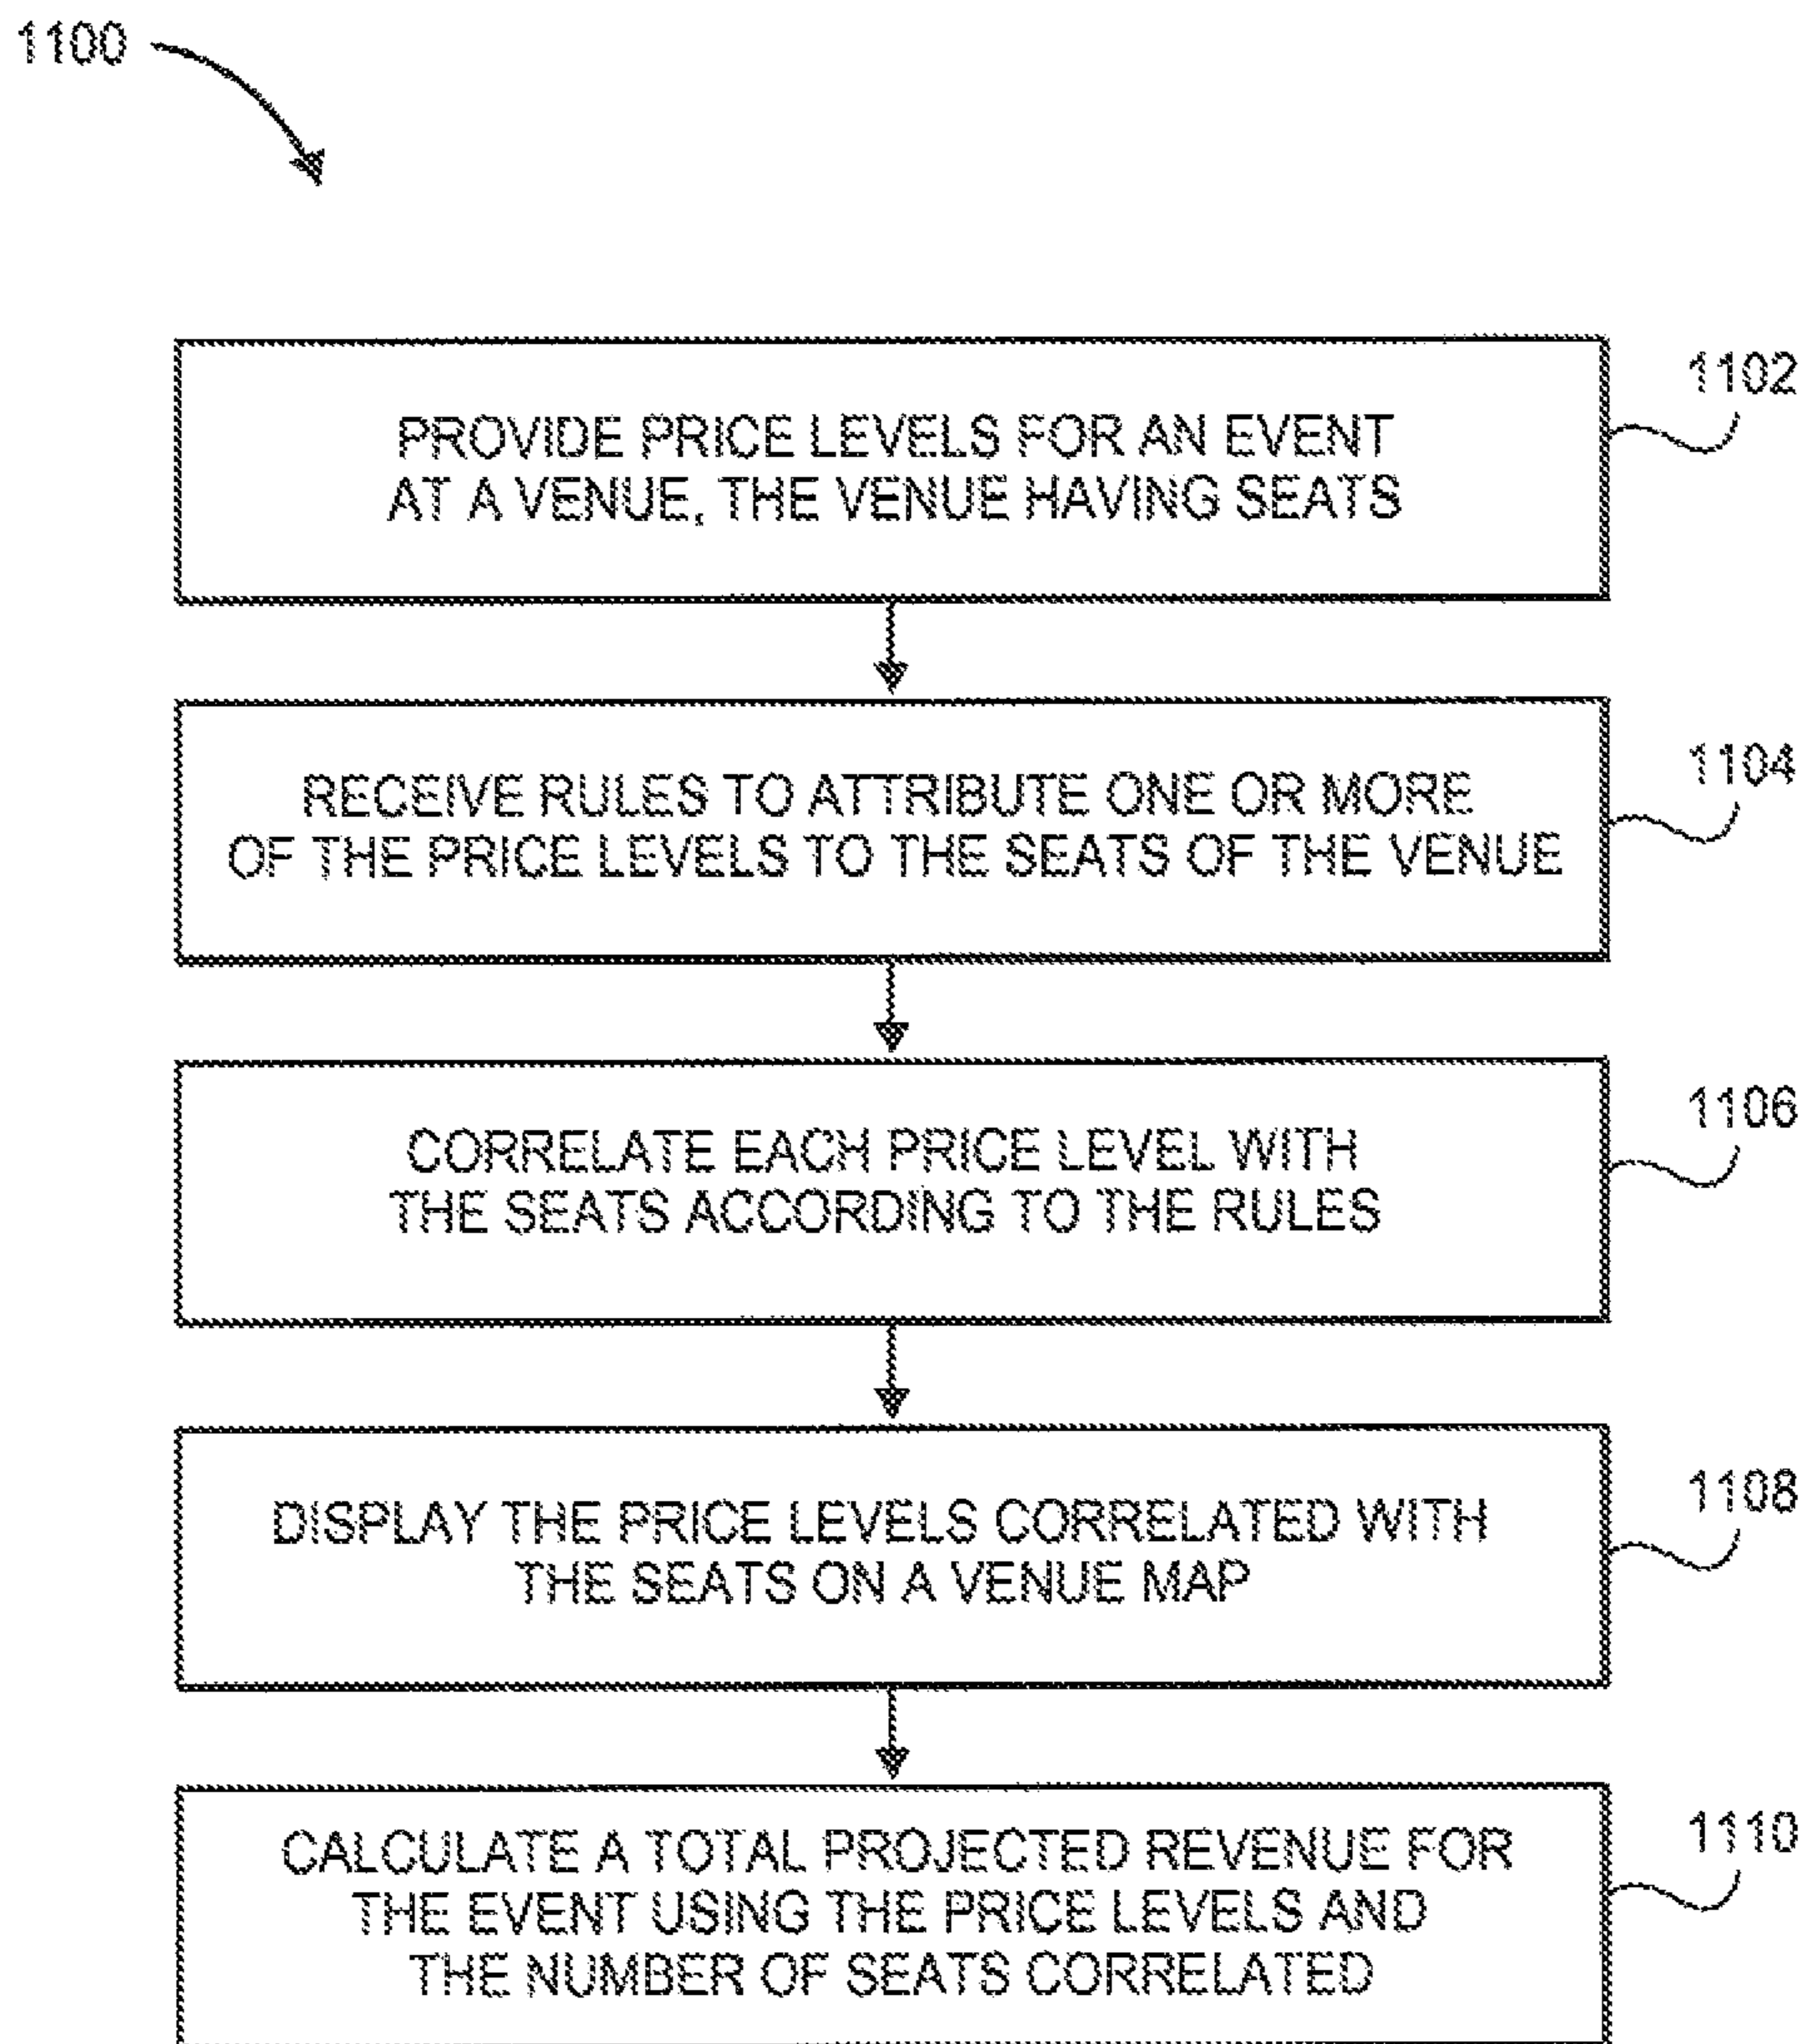 1100
PROVIDE PRICE LEVELS FOR AN EVENT
AT A VENUE, THE VENUE HAVING SEATS
1102
RECEIVE RULES TO ATTRIBUTE ONE OR MORE
OF THE PRICE LEVELS TO THE SEATS OF THE VENUE
1104
CORRELATE EACH PRICE LEVEL WITH
THE SEATS ACCORDING TO THE RULES
1106
DISPLAY THE PRICE LEVELS CORRELATED WITH
THE SEATS ON A VENUE MAP
1108
CALCULATE A TOTAL PROJECTED REVENUE FOR
THE EVENT USING THE PRICE LEVELS AND
THE NUMBER OF SEATS CORRELATED
1110